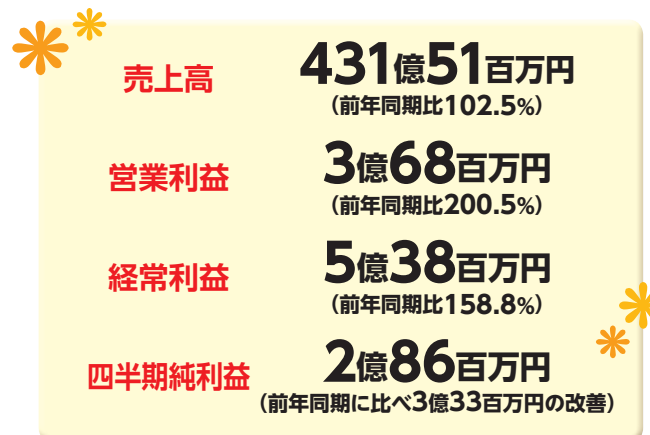 売上高
431億51百万円
（前年同期比102.5%）
営業利益
3億68百万円
（前年同期比200.5%）
経常利益
5億38百万円
（前年同期比158.8%）
四半期純利益
2億86百万円
（前年同期に比べ3億33百万円の改善）